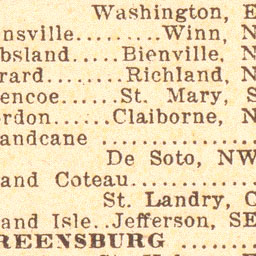 Washington, E
nsville.........Winn, N
bsland.....Bienville, N
rard........Richland, N
encoe......St. Mary, S
rdon......Claiborne, N
andcane ..............
De Soto, NW
and Coteau...........
St. Landry, C
and Isle..Jefferson, SE
REENSBURG .......